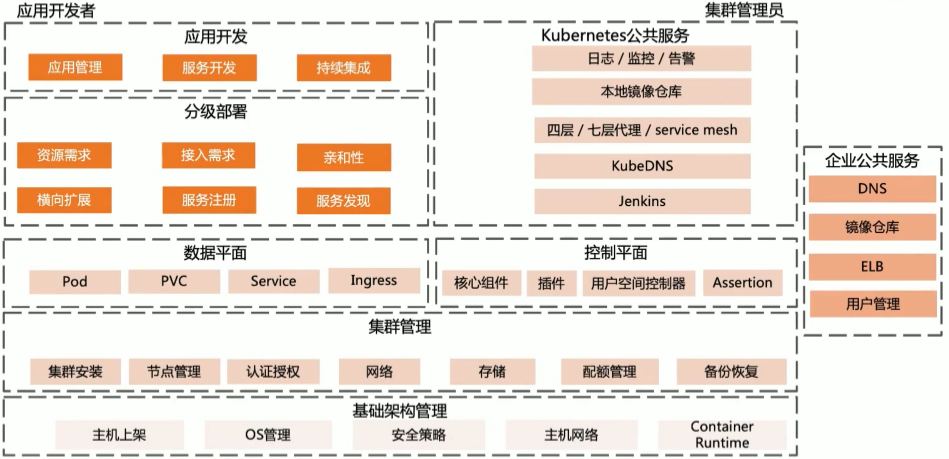 应用开发者
集群管理员
应用开发
应用管理
服务开发
持续集成
分级部署
资源需求
接入需求
亲和性
横向扩展
服务注册
服务发现
Kubernetes公共服务
日志 / 监控 / 告警
本地镜像仓库
四层 / 七层代理 / service mesh
KubeDNS
Jenkins
企业公共服务
DNS
镜像仓库
ELB
用户管理
数据平面
Pod
PVC
Service
Ingress
控制平面
核心组件
插件
用户空间控制器
Assertion
集群管理
集群安装
节点管理
认证授权
网络
存储
配额管理
备份恢复
基础架构管理
主机上架
OS管理
安全策略
主机网络
Container
Runtime